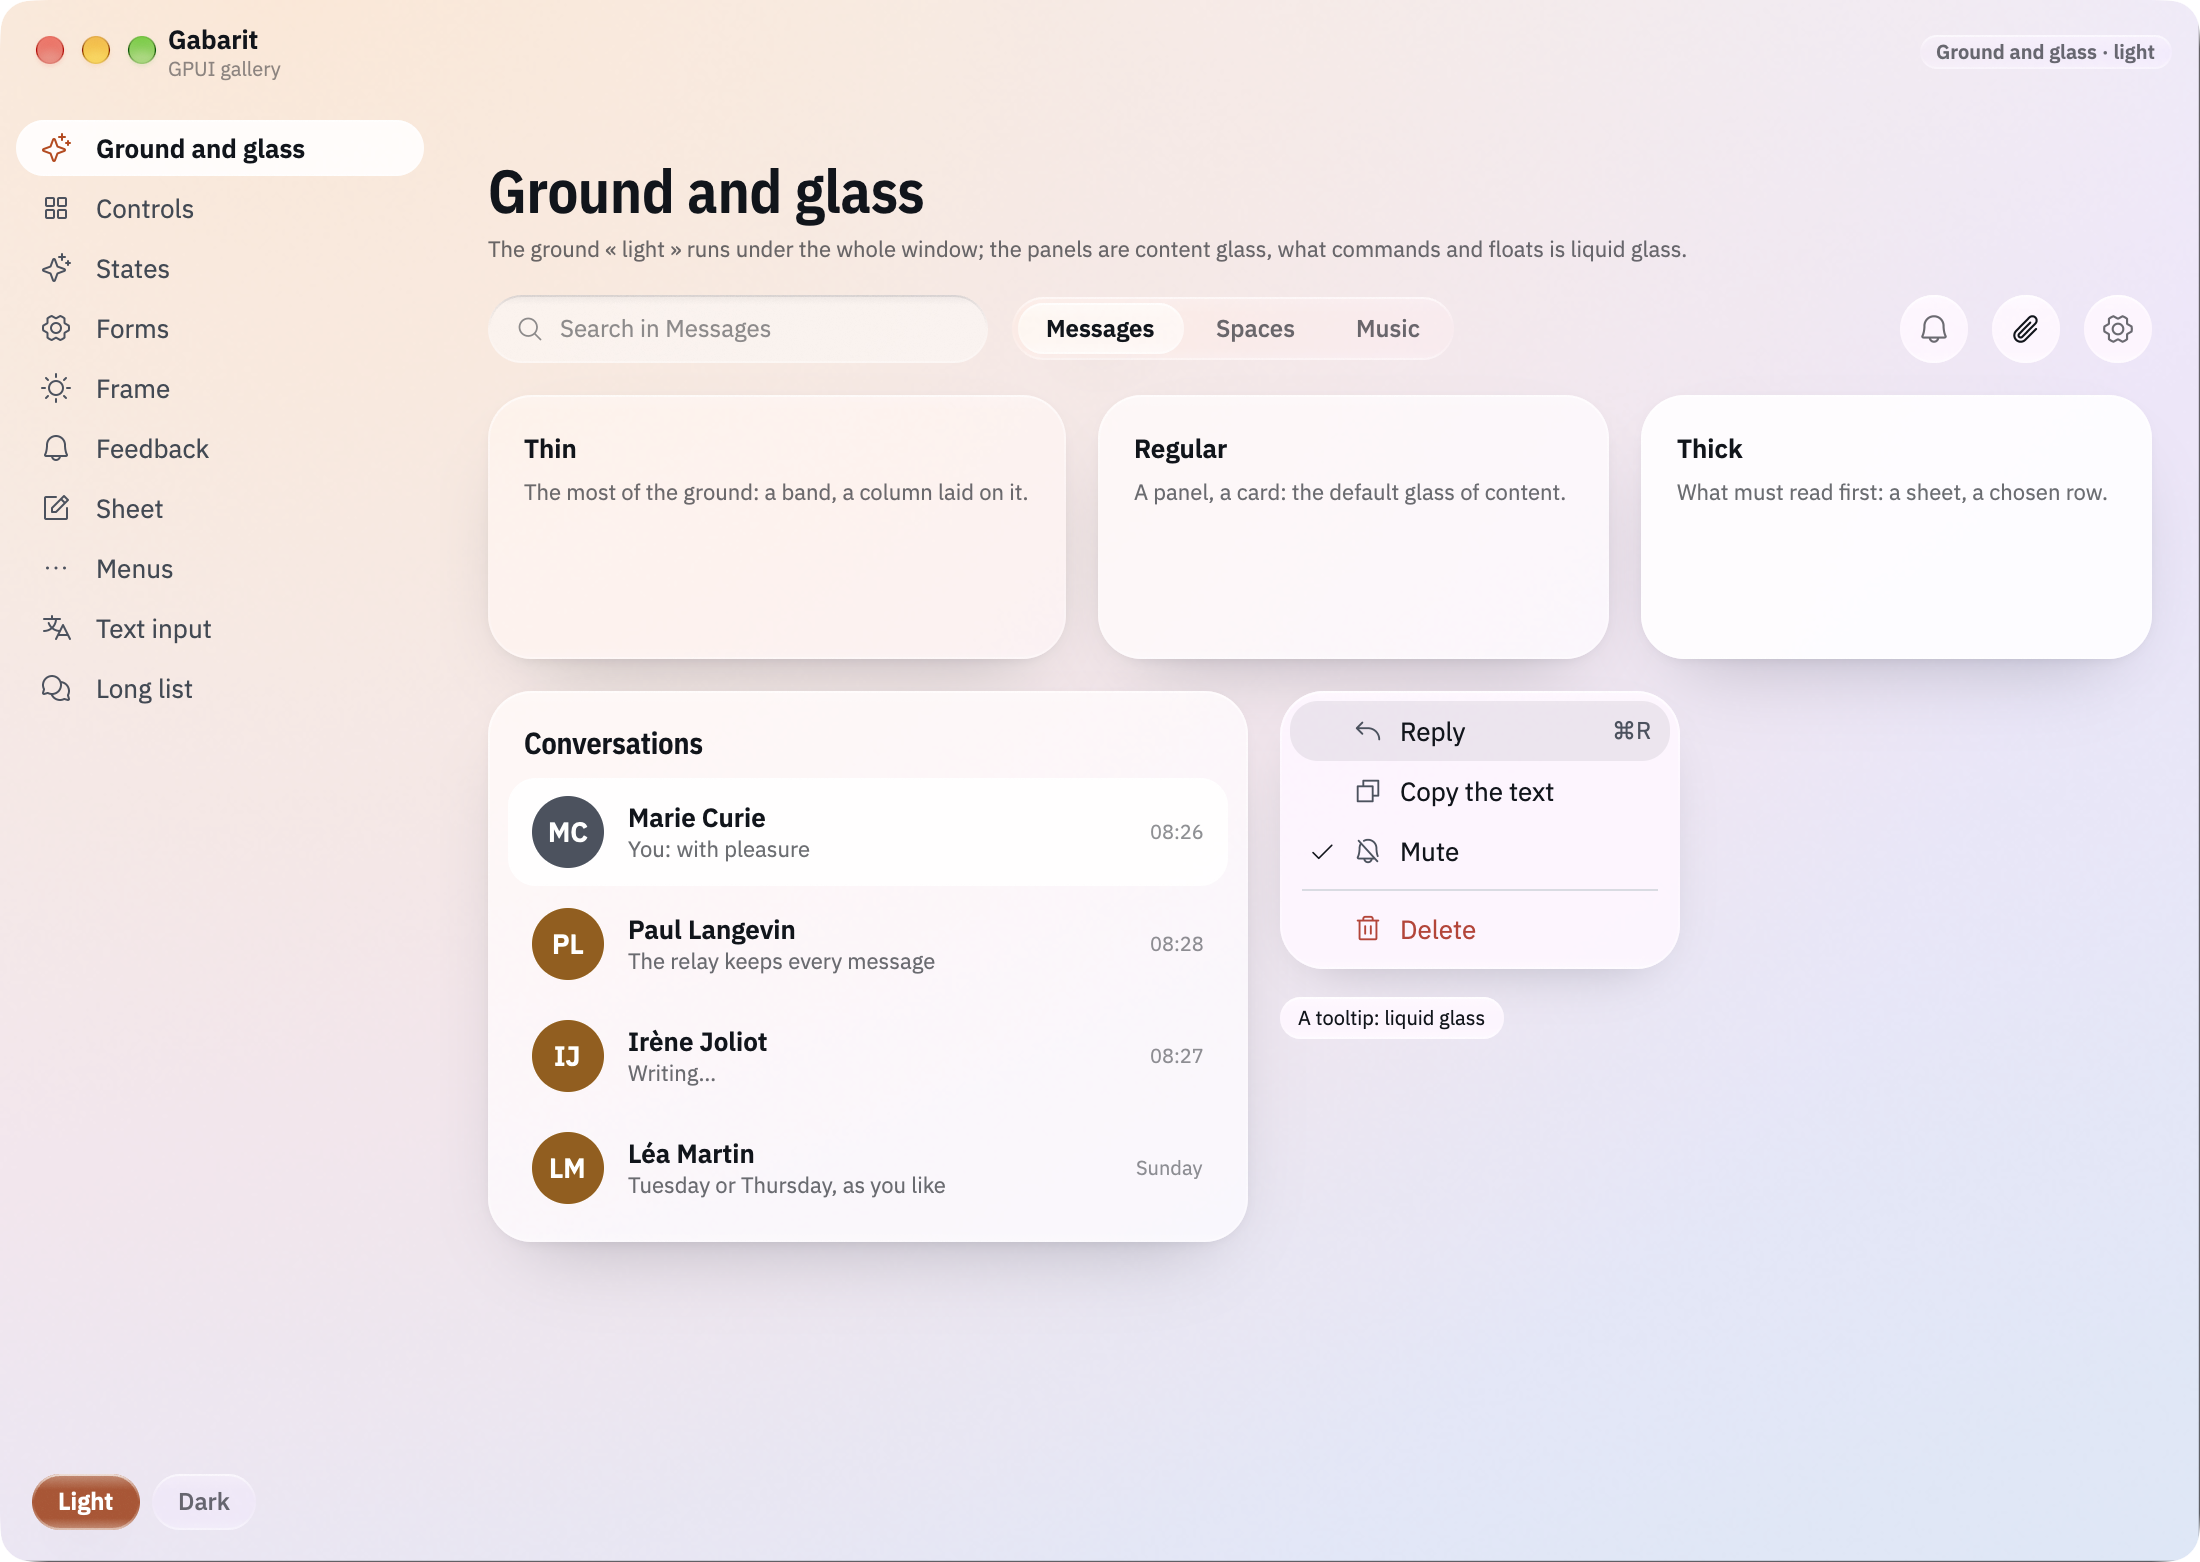 Gabarit
GPUI gallery
Ground and glass · light
Ground and glass
Controls
States
Forms
Frame
Feedback
Sheet
Menus
Text input
Long list
Light
Dark
Ground and glass
The ground « light » runs under the whole window; the panels are content glass, what commands and floats is liquid glass.
Search in Messages
Messages
Spaces
Music
Thin
The most of the ground: a band, a column laid on it.
Regular
A panel, a card: the default glass of content.
Thick
What must read first: a sheet, a chosen row.
Conversations
MC
Marie Curie
You: with pleasure
08:26
PL
Paul Langevin
The relay keeps every message
08:28
IJ
Irène Joliot
Writing…
08:27
LM
Léa Martin
Tuesday or Thursday, as you like
Sunday
Reply ⌘R
Copy the text
Mute
Delete
A tooltip: liquid glass